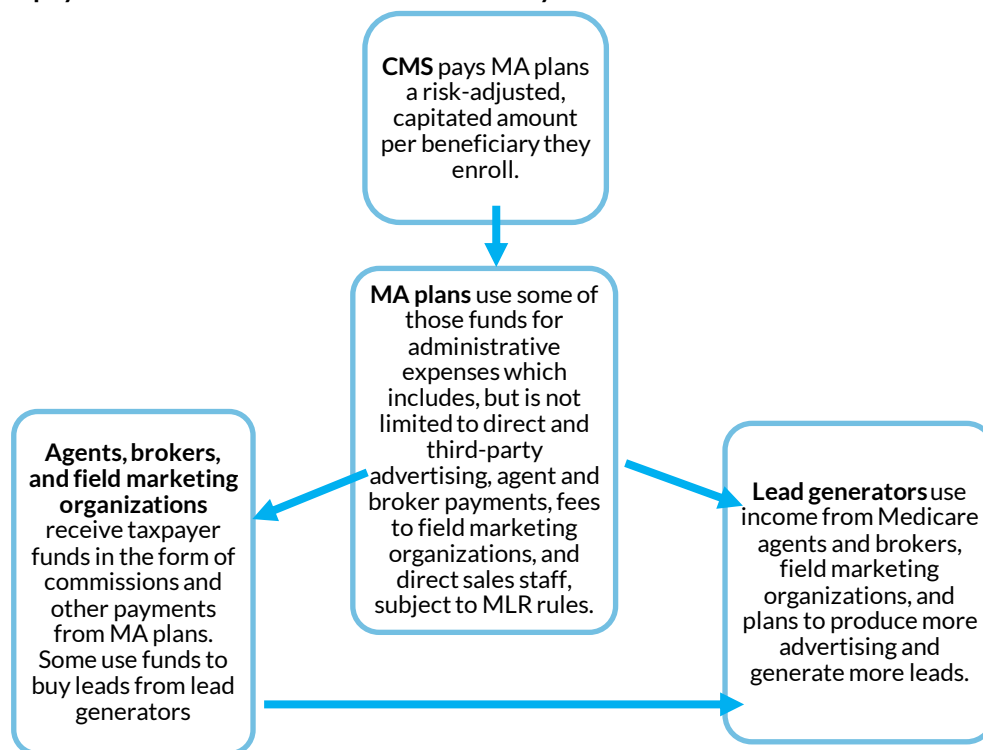 CMS pays MA plans
a risk-adjusted,
capitated amount
per beneficiary they
enroll.
MA plans use some of
those funds for
administrative
expenses which
includes, but is not
limited to direct and
third-party
advertising, agent and
broker payments, fees
to field marketing
organizations, and
direct sales staff,
subject to MLR rules.
Agents, brokers,
and field marketing
organizations
receive taxpayer
funds in the form of
commissions and
other payments
from MA plans.
Some use funds to
buy leads from lead
generators
Lead generators use
income from Medicare
agents and brokers,
field marketing
organizations, and
plans to produce more
advertising and
generate more leads.